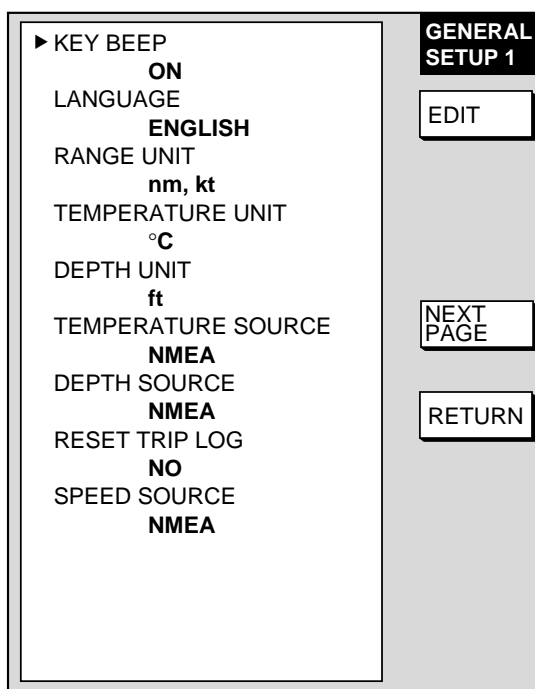 ▶ KEY BEEP
ON
LANGUAGE
ENGLISH
RANGE UNIT
nm, kt
TEMPERATURE UNIT
°C
DEPTH UNIT
ft
TEMPERATURE SOURCE
NMEA
DEPTH SOURCE
NMEA
RESET TRIP LOG
NO
SPEED SOURCE
NMEA
GENERAL
SETUP 1
EDIT
NEXT
PAGE
RETURN